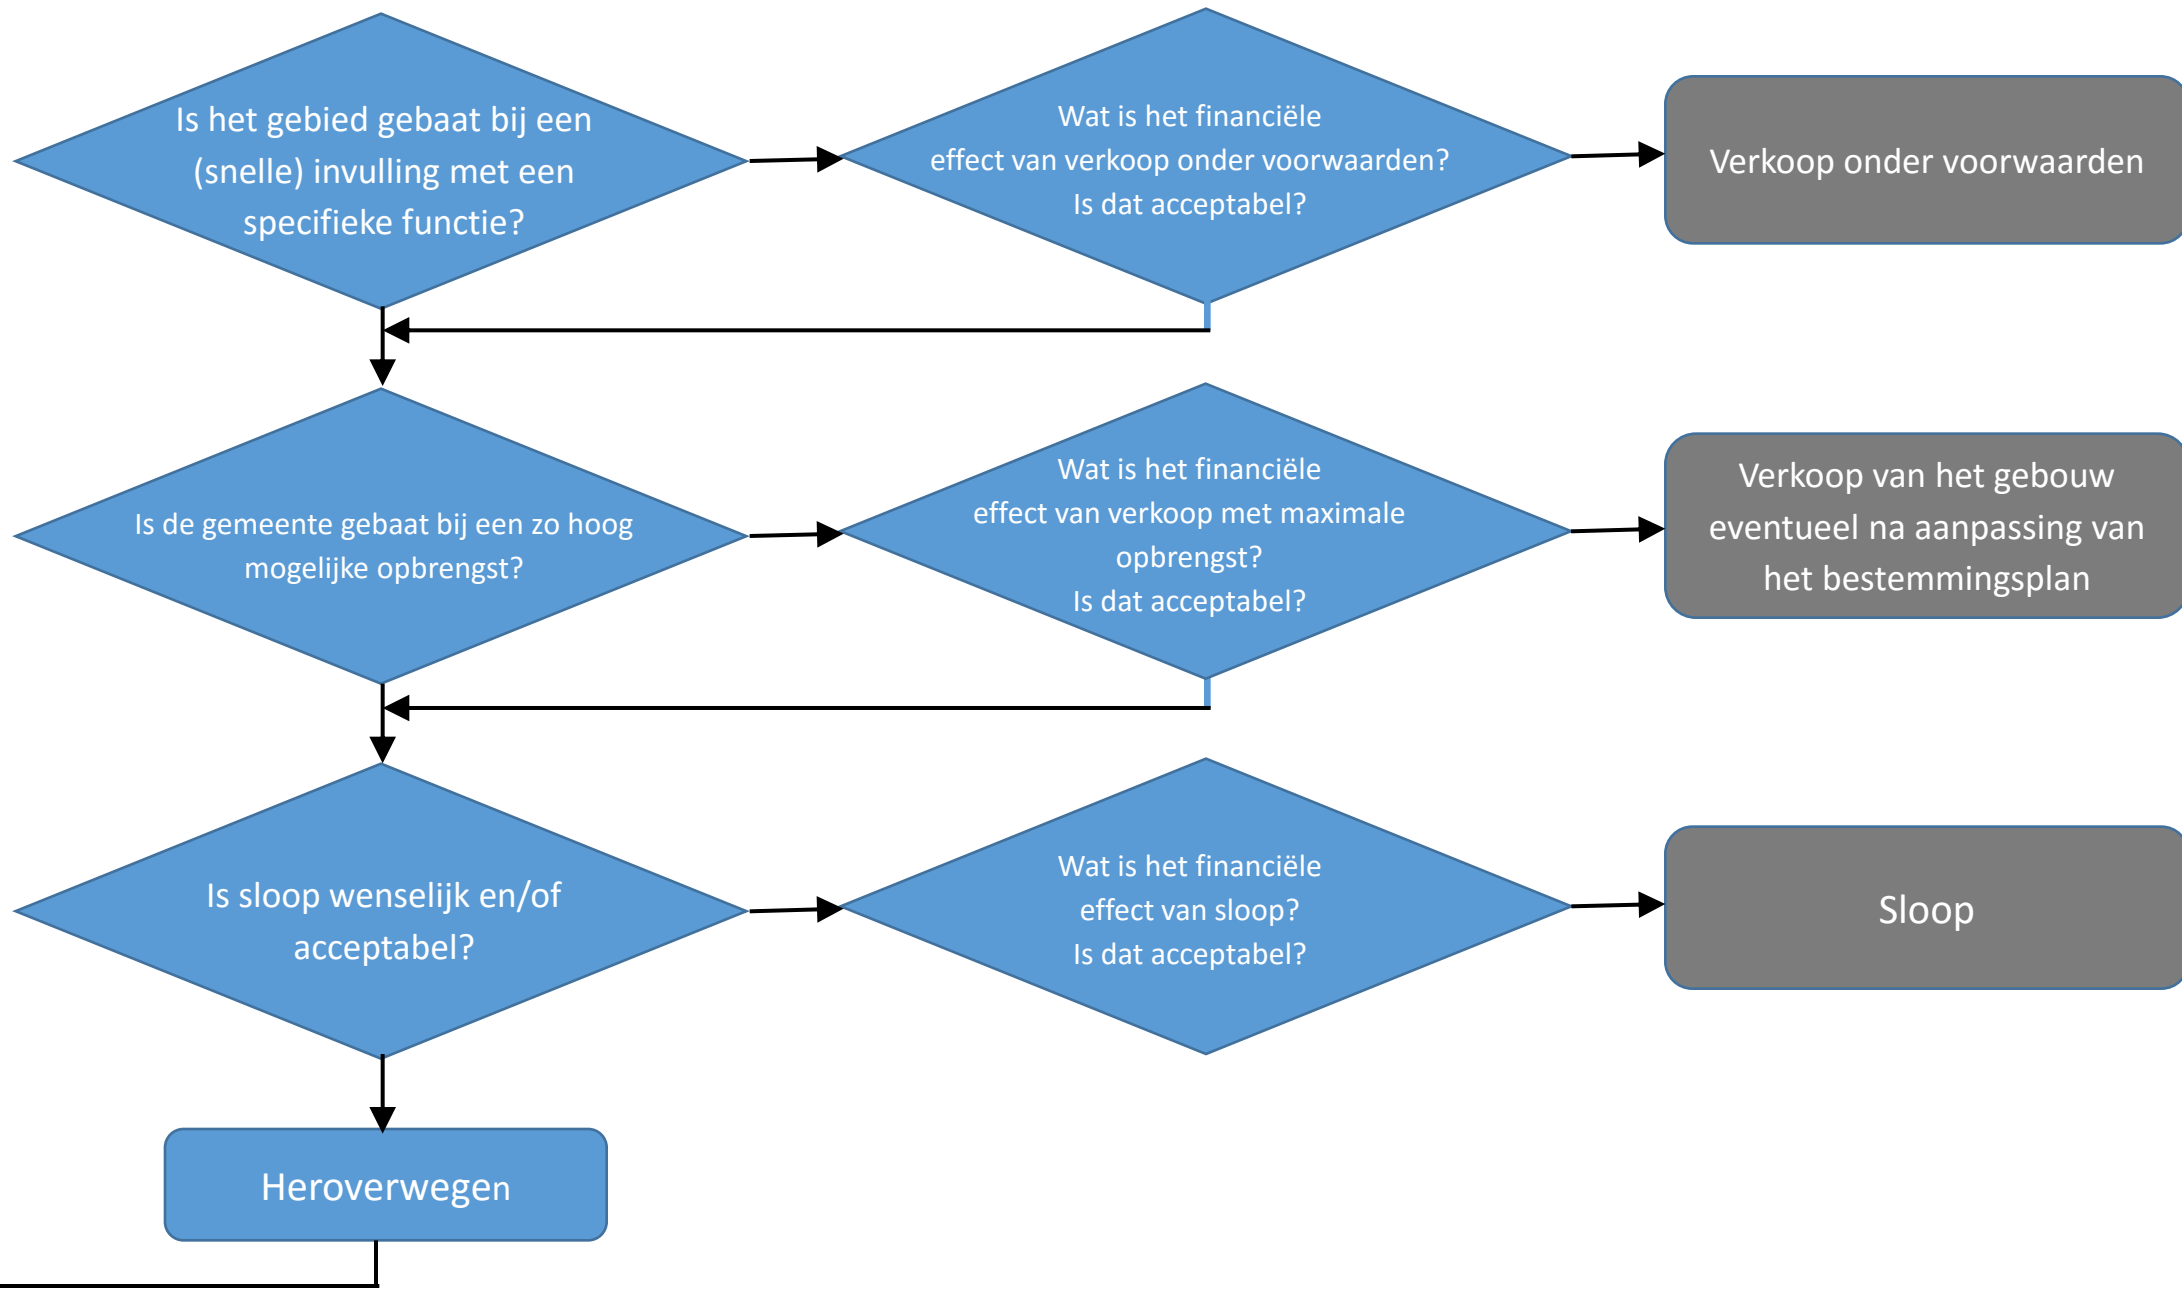 Is het gebied gebaat bij een
(snelle) invulling met een
specifieke functie?
Wat is het financiële
effect van verkoop onder voorwaarden?
Is dat acceptabel?
Verkoop onder voorwaarden
Is de gemeente gebaat bij een zo hoog
mogelijke opbrengst?
Wat is het financiële
effect van verkoop met maximale
opbrengst?
Is dat acceptabel?
Verkoop van het gebouw
eventueel na aanpassing van
het bestemmingsplan
Is sloop wenselijk en/of
acceptabel?
Wat is het financiële
effect van sloop?
Is dat acceptabel?
Sloop
Heroverwegen